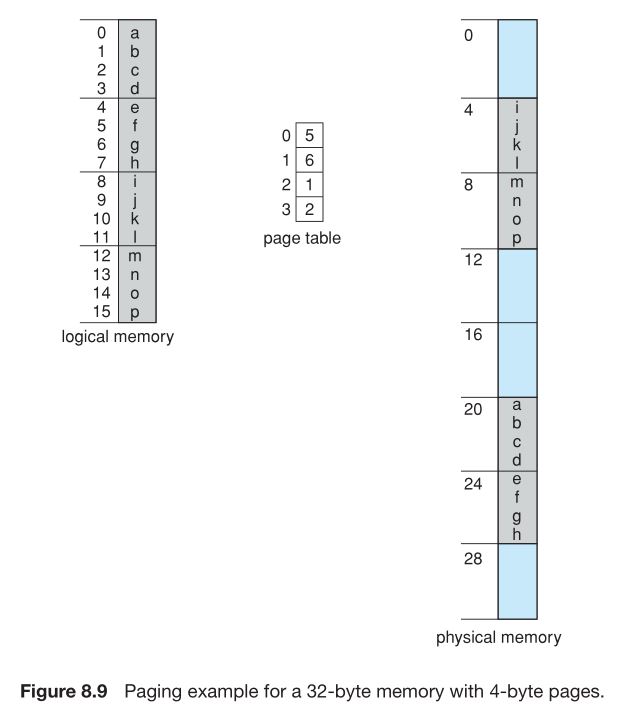 0 a
1 b
2 c
3 d
4 e
5 f
6 g
7 h
8 i
9 j
10 k
11 l
12 m
13 n
14 o
15 p
logical memory
0 5
1 6
2 1
3 2
page table
0
4 i
j
k
l
8 m
n
o
p
12
16
20 a
b
c
d
24 e
f
g
h
28
physical memory
Figure 8.9 Paging example for a 32-byte memory with 4-byte pages.